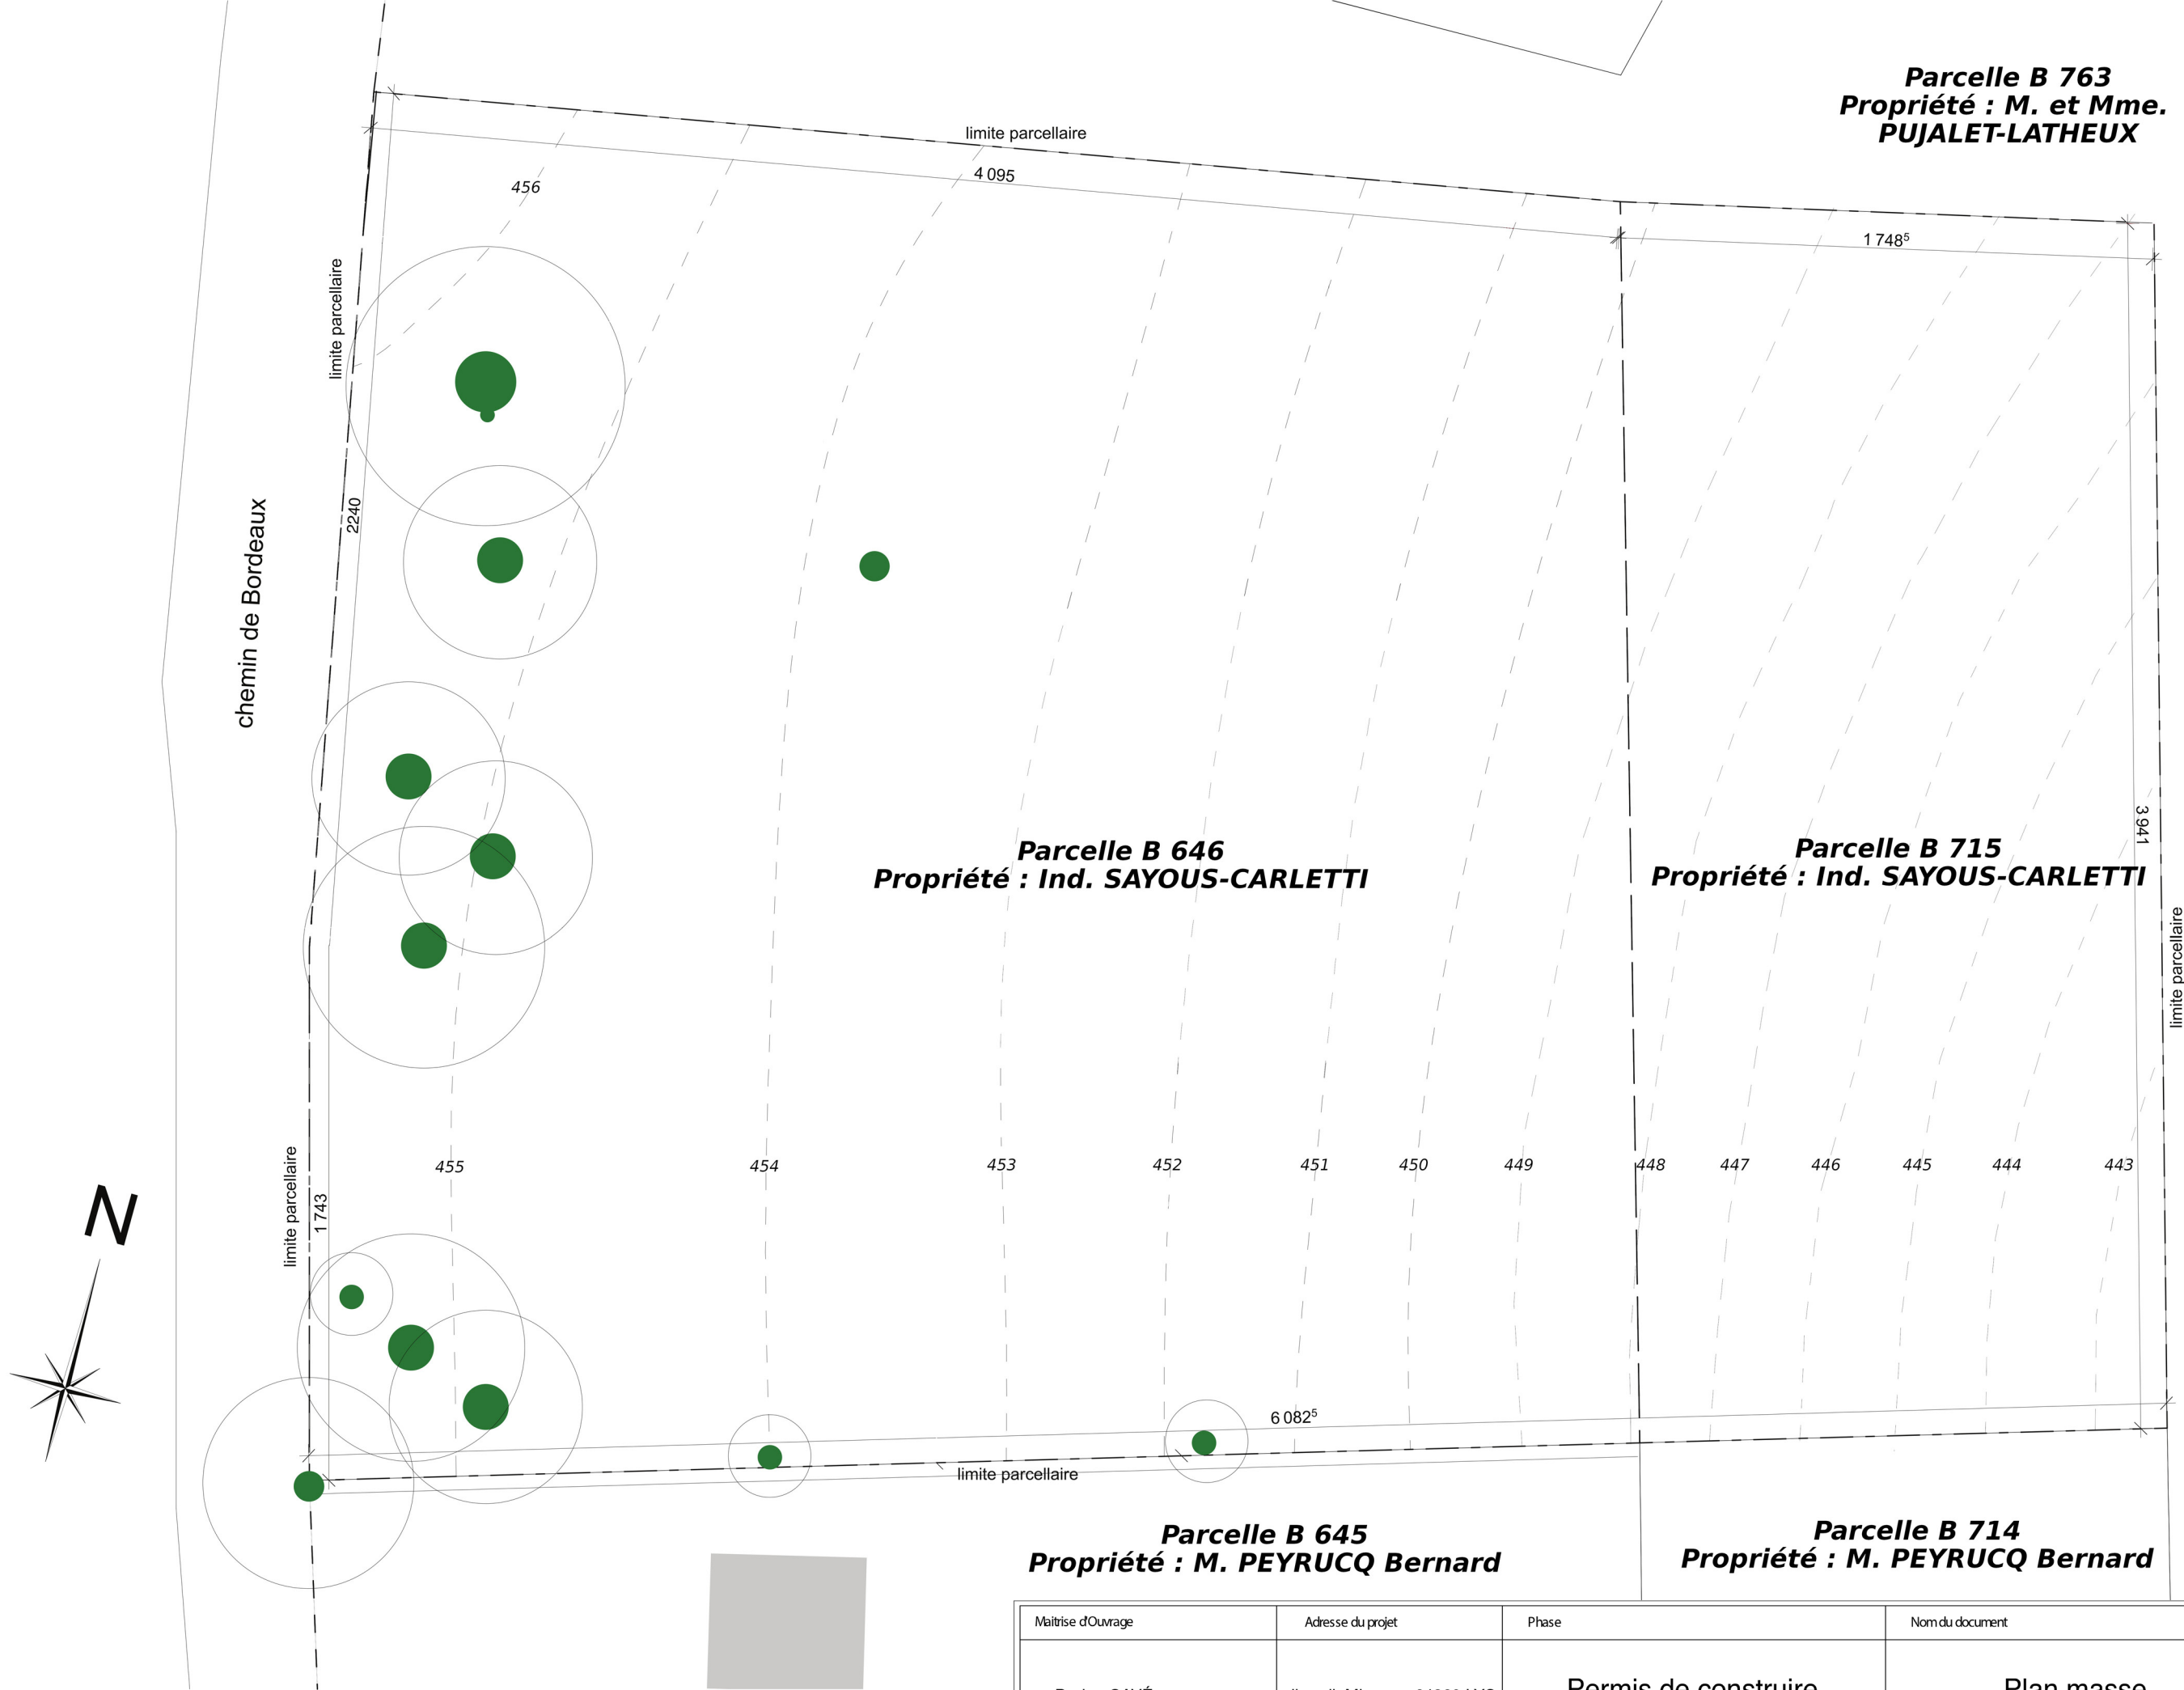 Parcelle B 763
Propriété : M. et Mme.
PUJALET-LATHEUX
limite parcellaire
4 095
456
1 748⁵
limite parcellaire
2240
chemin de Bordeaux
Parcelle B 646
Propriété : Ind. SAYOUS-CARLETTI
Parcelle B 715
Propriété : Ind. SAYOUS-CARLETTI
3 941
limite parcellaire
455
454
453
452
451
450
449
448
447
446
445
444
443
limite parcellaire
1 743
N
6 082⁵
limite parcellaire
Parcelle B 645
Propriété : M. PEYRUCQ Bernard
Parcelle B 714
Propriété : M. PEYRUCQ Bernard
Maitrise d'Ouvrage
Adresse du projet
Phase
Nom du document
Permis de construire
Plan masse